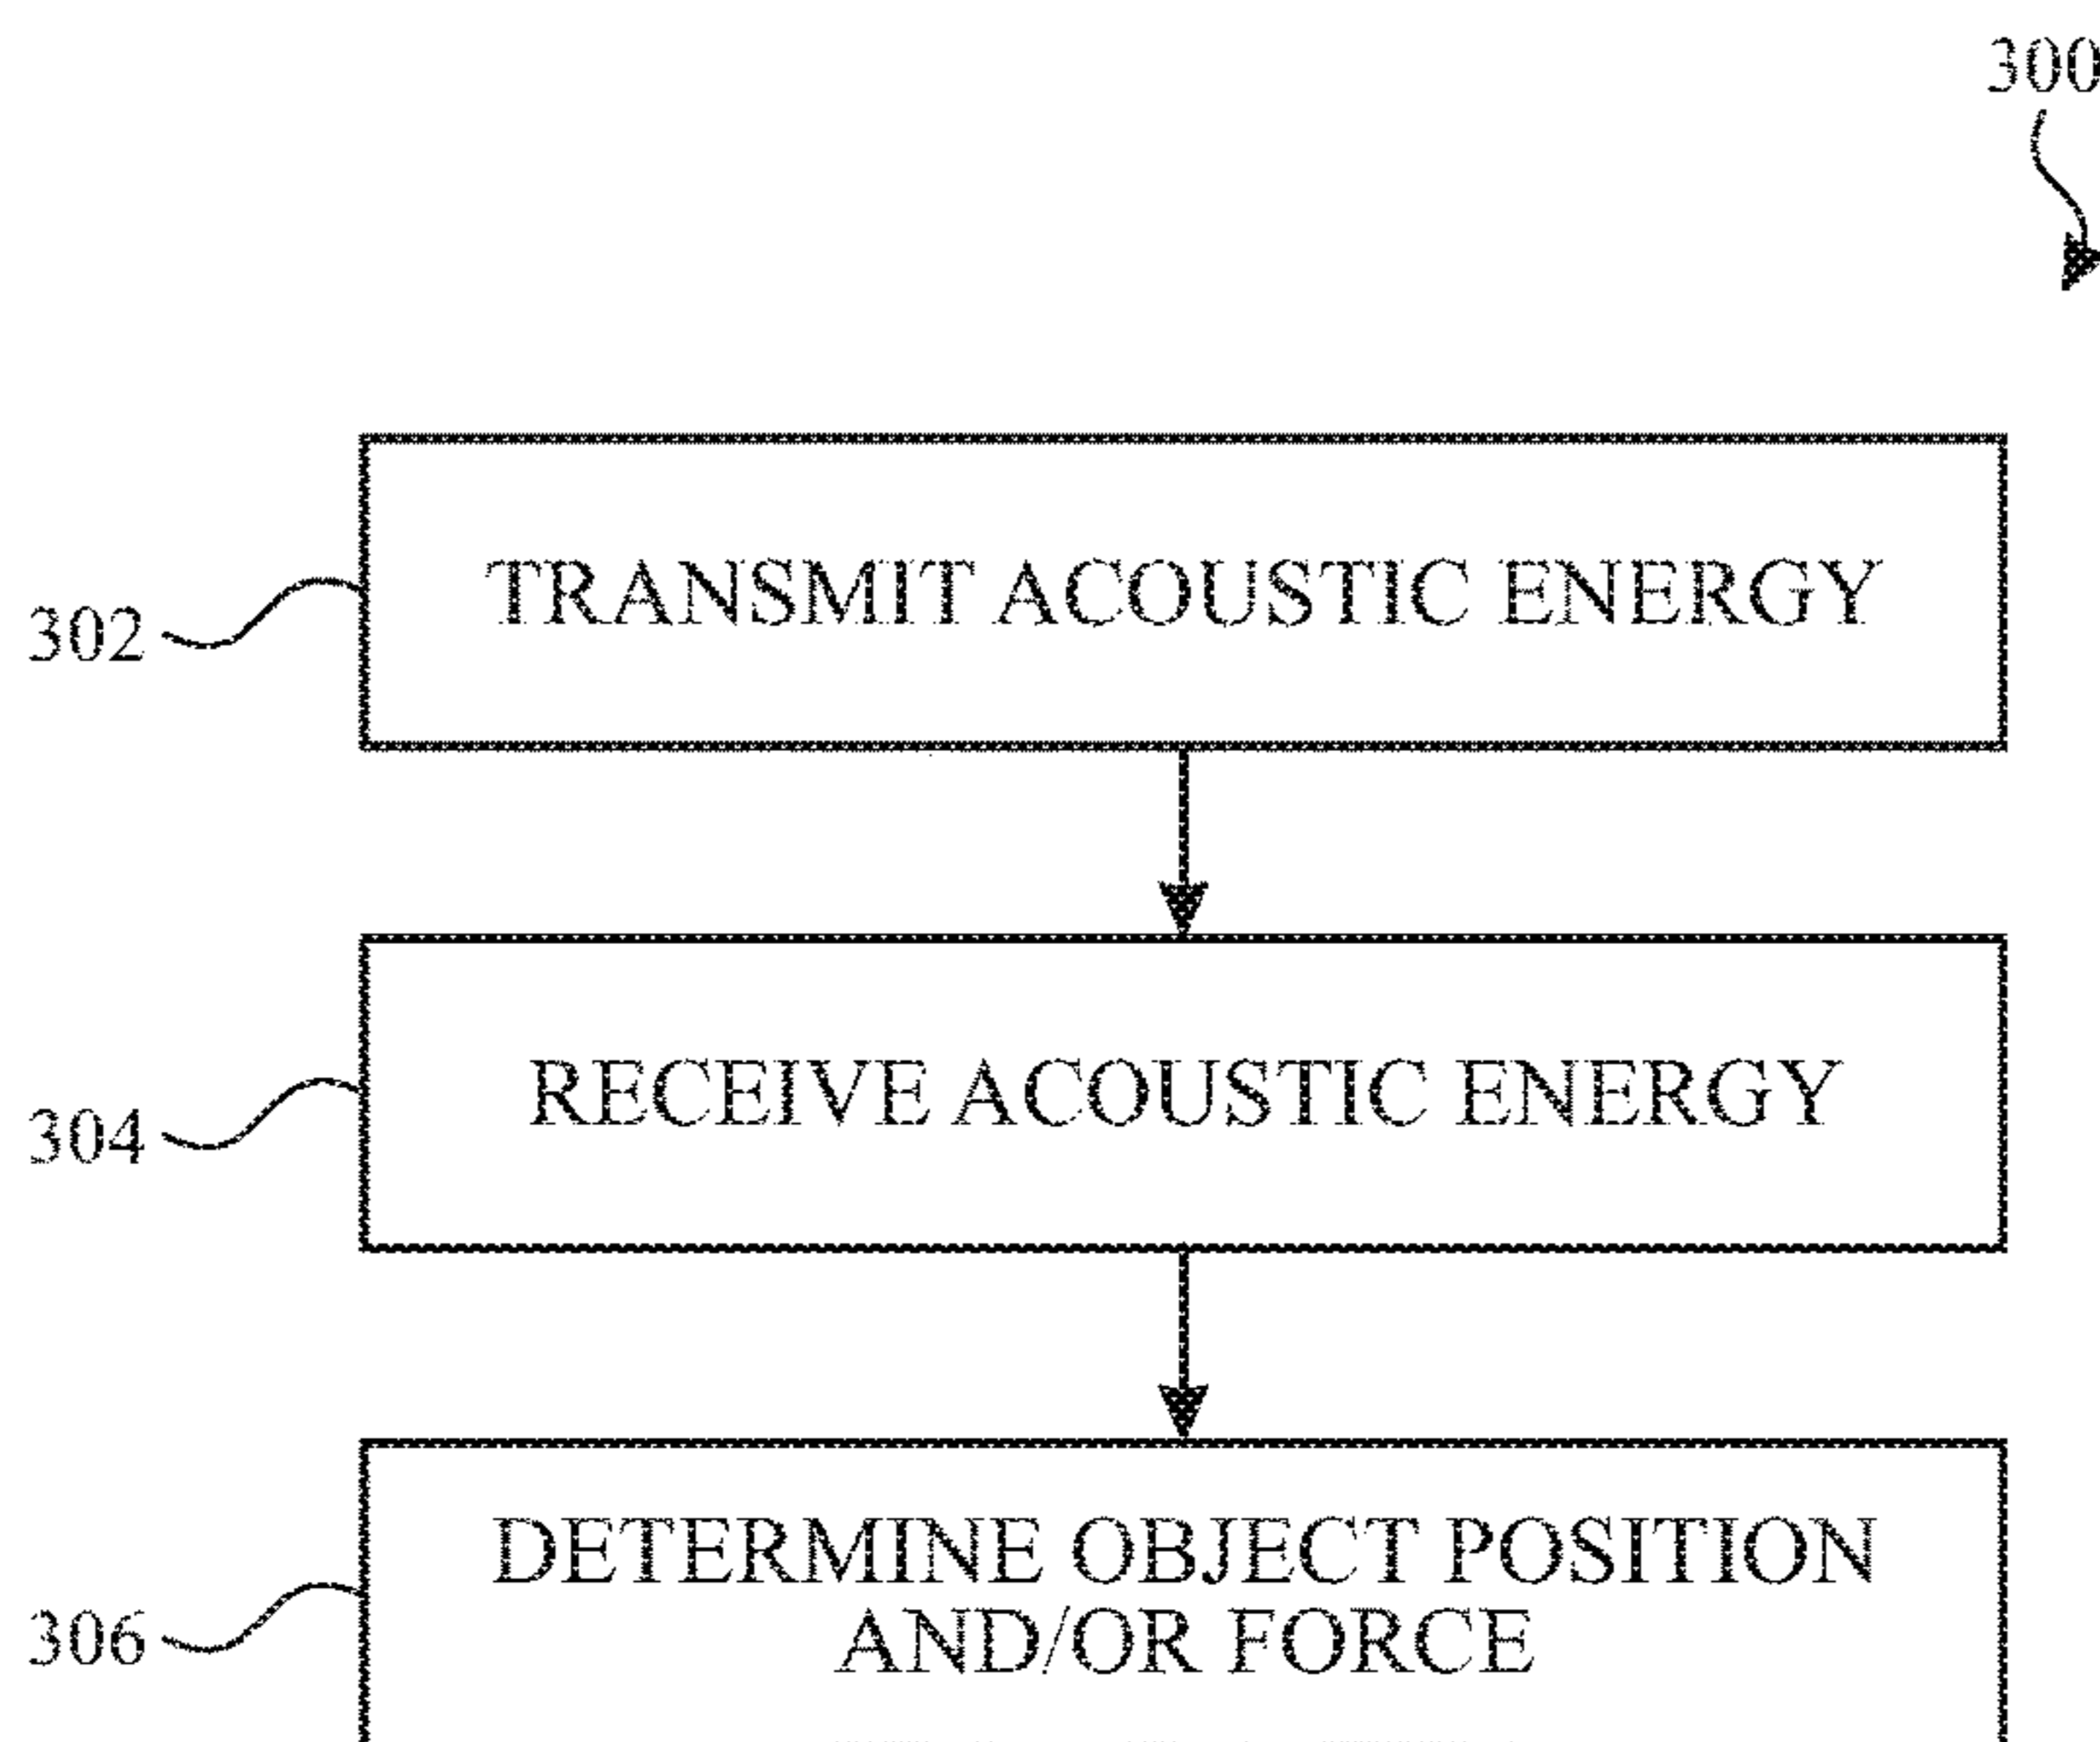 300
302
TRANSMIT ACOUSTIC ENERGY
304
RECEIVE ACOUSTIC ENERGY
306
DETERMINE OBJECT POSITION
AND/OR FORCE